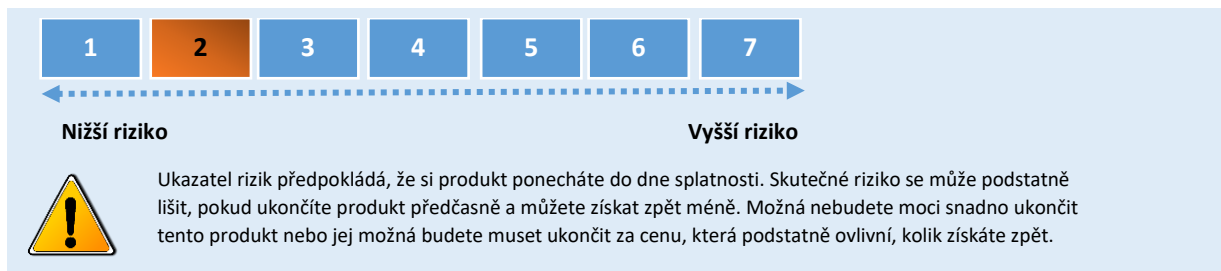 1 2 3 4 5 6 7
Nižší riziko Vyšší riziko
Ukazatel rizik předpokládá, že si produkt ponecháte do dne splatnosti. Skutečné riziko se může podstatně
lišit, pokud ukončíte produkt předčasně a můžete získat zpět méně. Možná nebudete moci snadno ukončit
tento produkt nebo jej možná budete muset ukončit za cenu, která podstatně ovlivní, kolik získáte zpět.